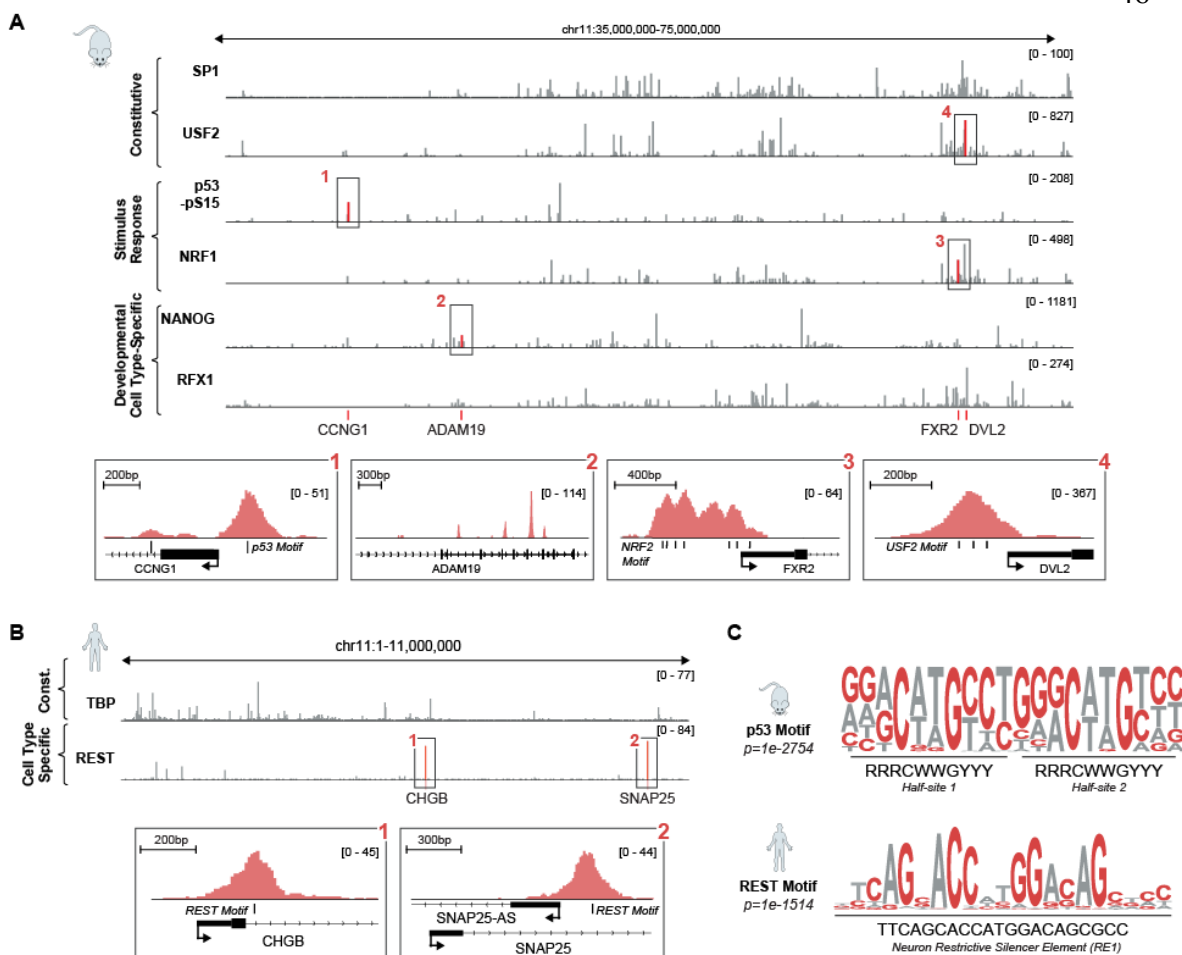 A
chr11:35,000,000-75,000,000
Constitutive
SP1
[0 - 100]
USF2
[0 - 827]
4
Stimulus
Response
p53
-pS15
[0 - 208]
1
NRF1
[0 - 498]
3
Developmental
Cell Type-Specific
NANOG
[0 - 1181]
2
RFX1
[0 - 274]
CCNG1
ADAM19
FXR2
DVL2
1
200bp
[0 - 51]
p53 Motif
CCNG1
2
300bp
[0 - 114]
ADAM19
3
400bp
[0 - 64]
NRF2
Motif
FXR2
4
200bp
[0 - 367]
USF2 Motif
DVL2
B
chr11:1-11,000,000
Const.
TBP
[0 - 77]
Cell Type
Specific
REST
[0 - 84]
1
2
CHGB
SNAP25
1
200bp
[0 - 45]
REST Motif
CHGB
2
300bp
[0 - 44]
SNAP25-AS
REST Motif
SNAP25
C
GGACATGCCTGGGCATGTCC
p53 Motif
p=1e-2754
RRRCWWGYYY
RRRCWWGYYY
Half-site 1
Half-site 2
REST Motif
p=1e-1514
TTCAGCACCATGGACAGCGCC
Neuron Restrictive Silencer Element (RE1)